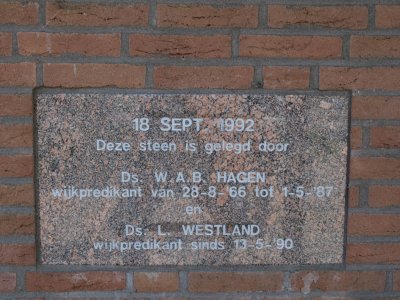 18 SEPT. 1992
Deze steen is gelegd door
Ds. W.A.B. HAGEN
wijkpredikant van 28-8-'66 tot 1-5-'87
en
Ds. L. WESTLAND
wijkpredikant sinds 13-5-'90